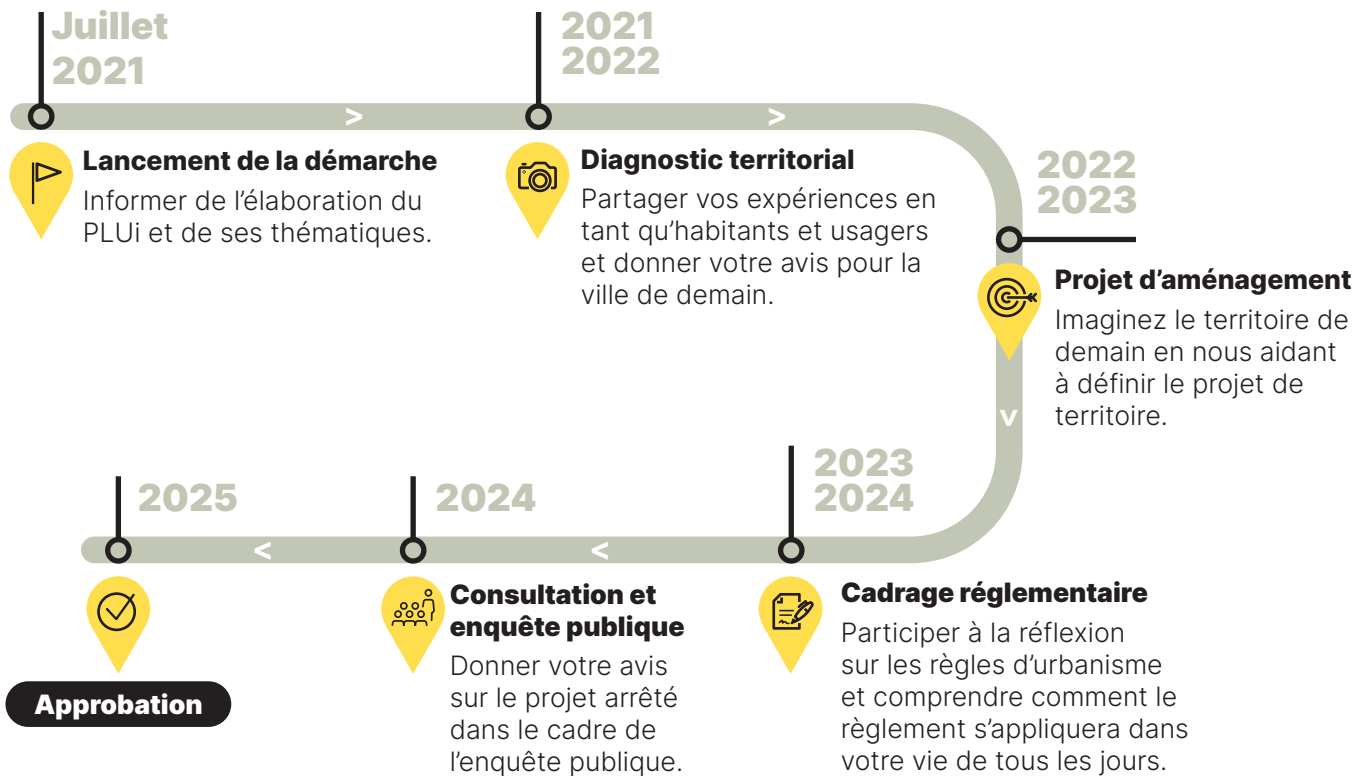 Juillet
2021
Lancement de la démarche
Informer de l'élaboration du
PLUi et de ses thématiques.
2021
2022
Diagnostic territorial
Partager vos expériences en
tant qu'habitants et usagers
et donner votre avis pour la
ville de demain.
2022
2023
Projet d'aménagement
Imaginez le territoire de
demain en nous aidant
à définir le projet de
territoire.
2023
2024
Cadrage réglementaire
Participer à la réflexion
sur les règles d'urbanisme
et comprendre comment le
règlement s'appliquera dans
votre vie de tous les jours.
2024
Consultation et
enquête publique
Donner votre avis
sur le projet arrêté
dans le cadre de
l'enquête publique.
2025
Approbation